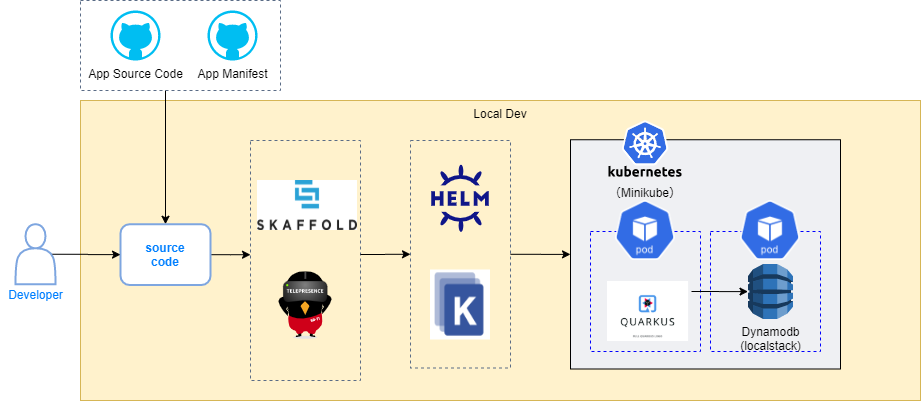 App Source Code
App Manifest
Local Dev
Developer
source
code
SKAFFOLD
TELEPRESENCE
HELM
K
kubernetes
(Minikube)
pod
pod
QUARKUS
Dynamodb
(localstack)